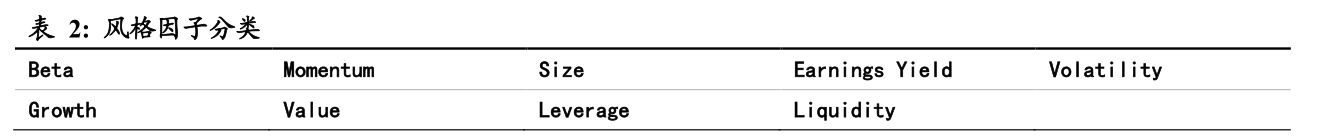 表 2: 风格因子分类
Beta Momentum Size Earnings Yield Volatility
Growth Value Leverage Liquidity